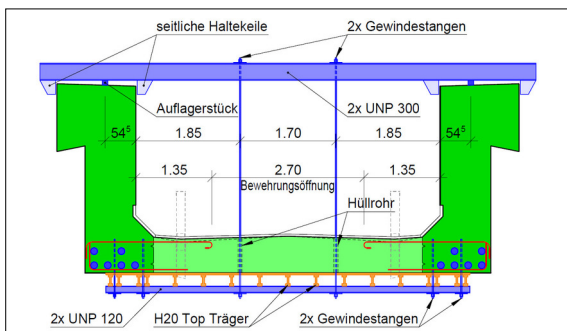 seitliche Haltekeile
2x Gewindestangen
Auflagerstück
2x UNP 300
54⁵
1.85
1.70
1.85
54⁵
1.35
2.70
1.35
Bewehrungsöffnung
Hüllrohr
2x UNP 120
H20 Top Träger
2x Gewindestangen